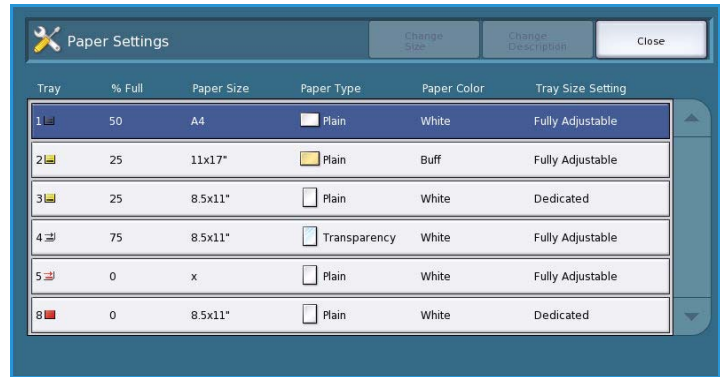 Paper Settings
Change Size
Change Description
Close
Tray % Full Paper Size Paper Type Paper Color Tray Size Setting
1 50 A4 Plain White Fully Adjustable
2 25 11x17" Plain Buff Fully Adjustable
3 25 8.5x11" Plain White Dedicated
4 75 8.5x11" Transparency White Fully Adjustable
5 0 x Plain White Fully Adjustable
8 0 8.5x11" Plain White Dedicated